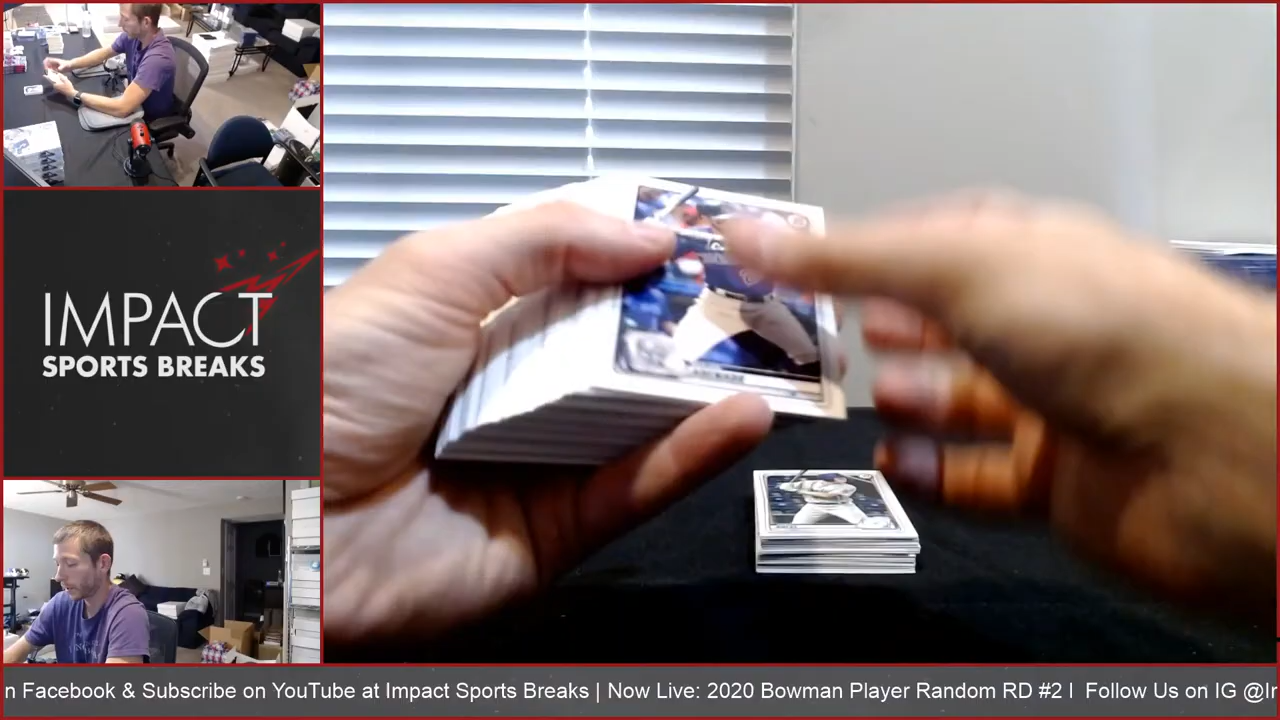 IMPACT
SPORTS BREAKS
n Facebook & Subscribe on YouTube at Impact Sports Breaks | Now Live: 2020 Bowman Player Random RD #2 l Follow Us on IG @I